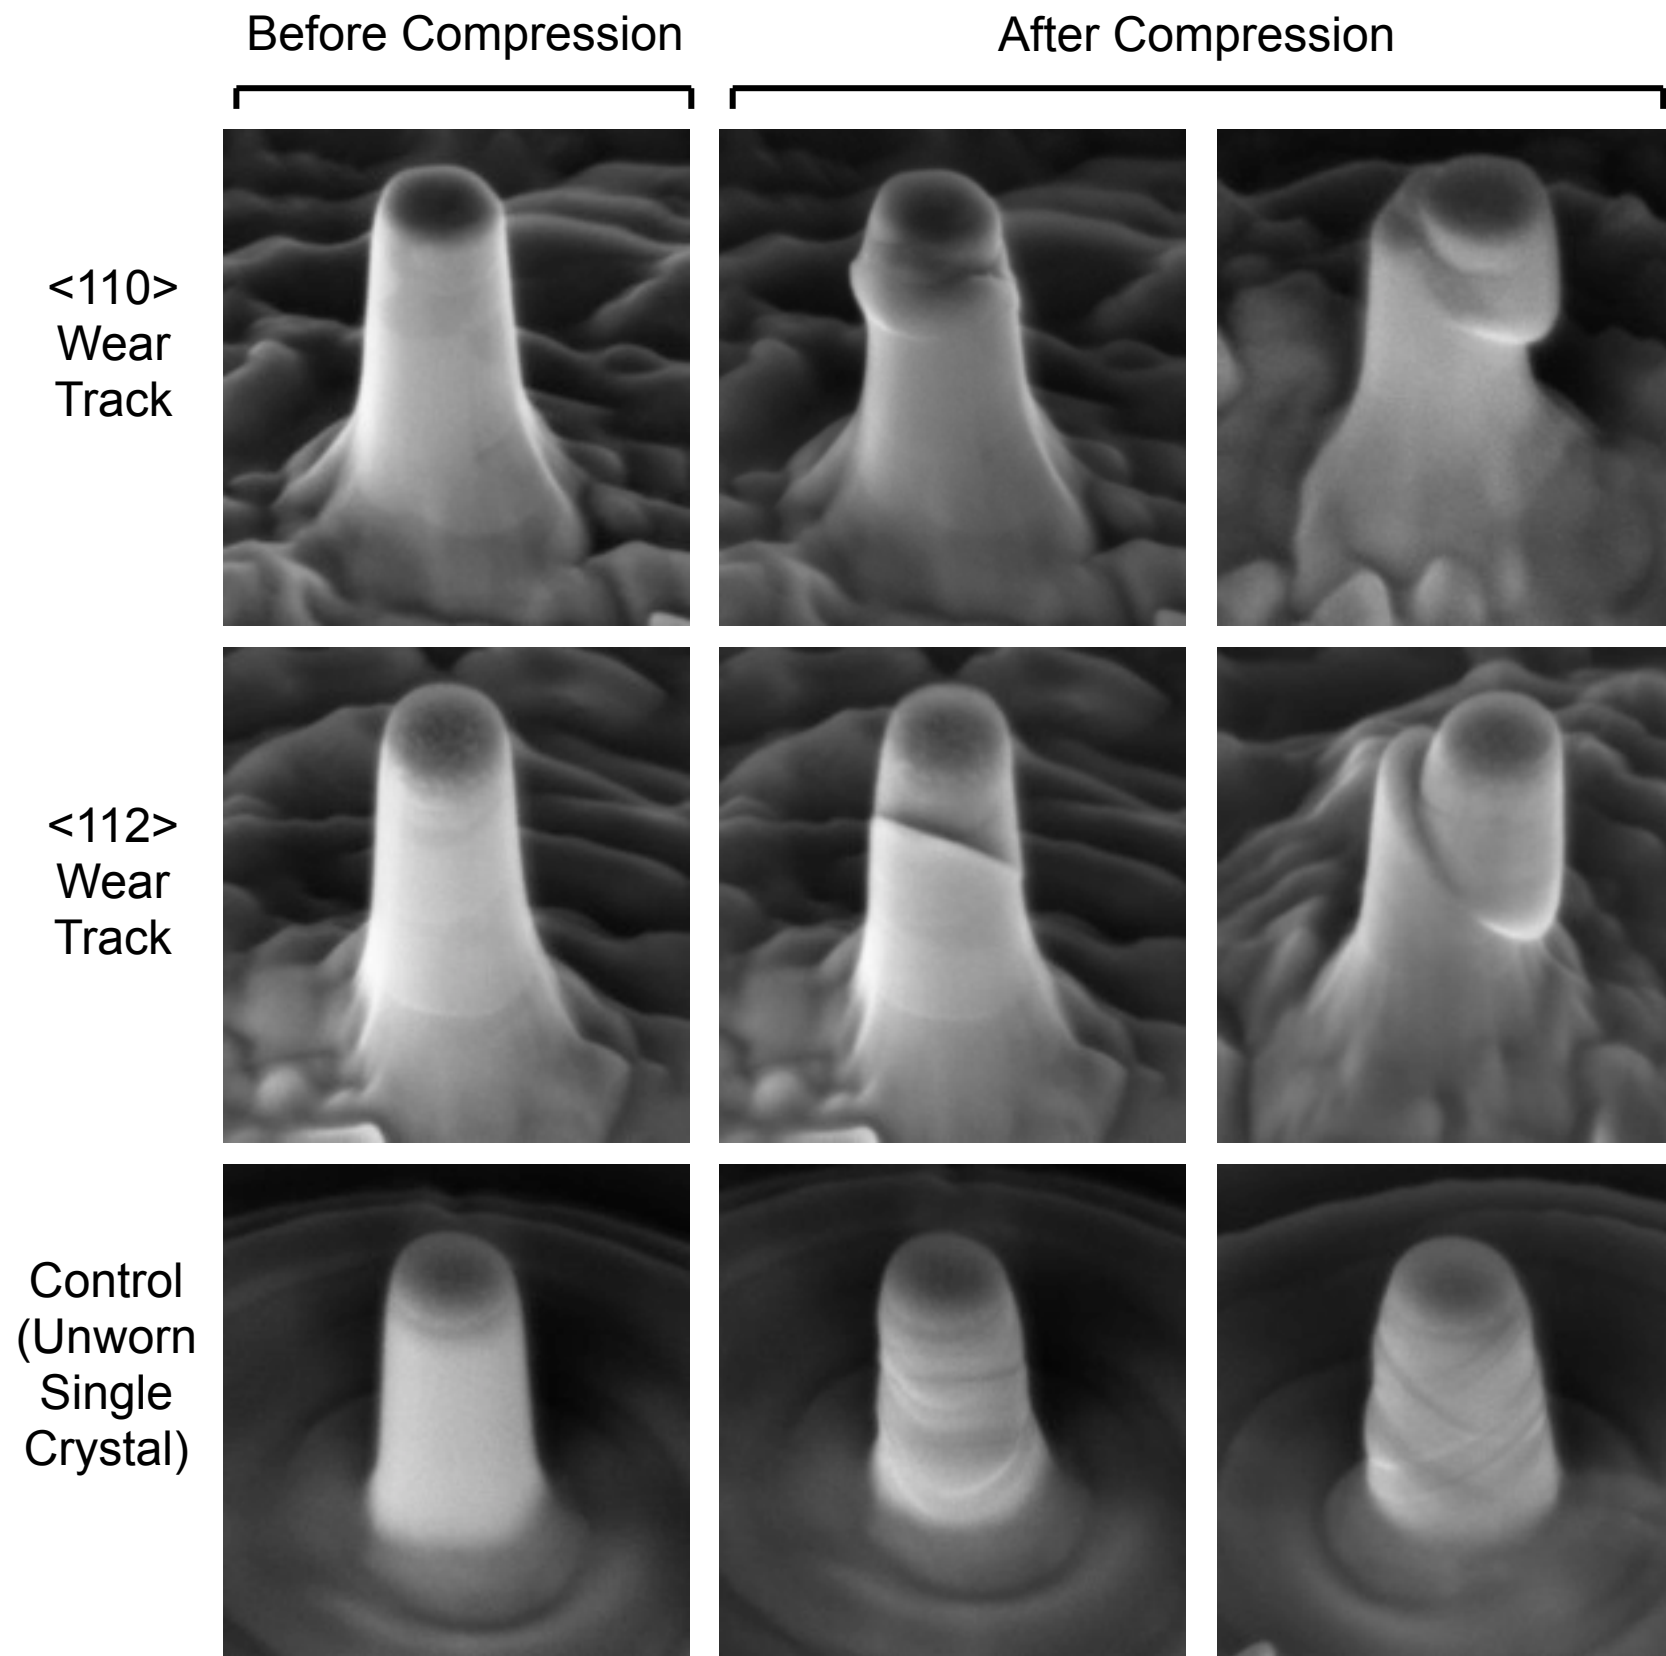 Before Compression
After Compression
<110>
Wear
Track
<112>
Wear
Track
Control
(Unworn
Single
Crystal)